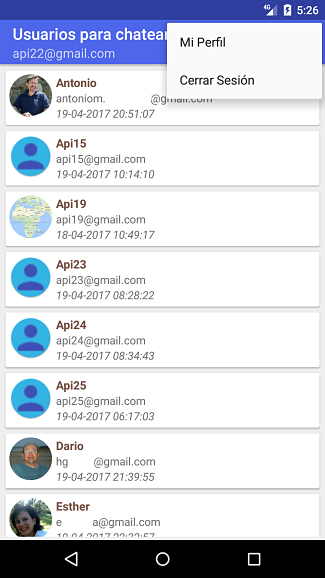 4G 5:26
Usuarios para chatear
api22@gmail.com
Mi Perfil
Cerrar Sesión
Antonio
antoniom. @gmail.com
19-04-2017 20:51:07
Api15
api15@gmail.com
19-04-2017 10:14:10
Api19
api19@gmail.com
18-04-2017 10:49:17
Api23
api23@gmail.com
19-04-2017 08:28:22
Api24
api24@gmail.com
19-04-2017 08:34:43
Api25
api25@gmail.com
19-04-2017 06:17:03
Dario
hg @gmail.com
19-04-2017 21:39:55
Esther
e a@gmail.com